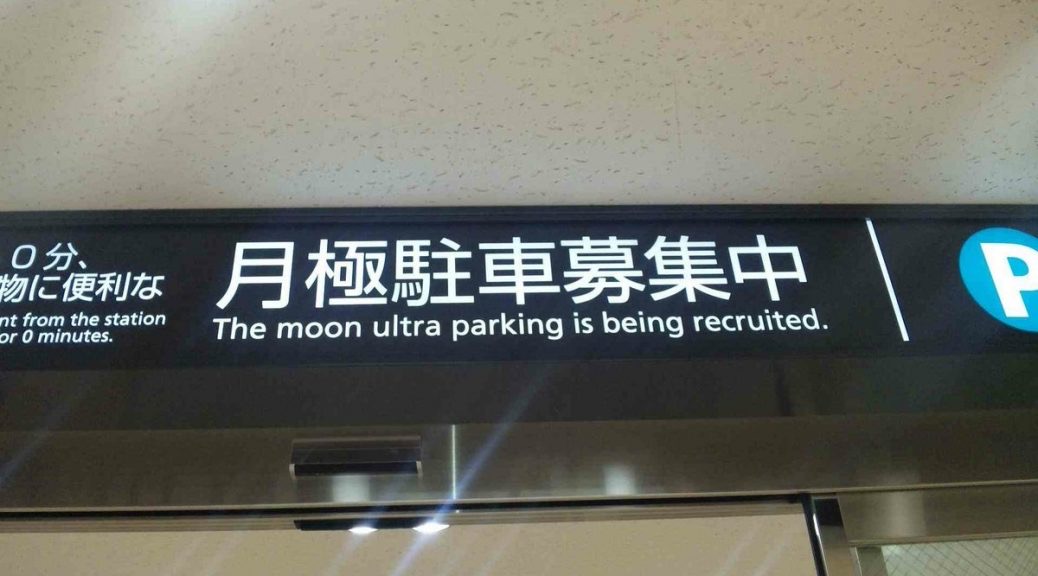 0分、
物に便利な
nt from the station
or 0 minutes.
月極駐車募集中
The moon ultra parking is being recruited.
P